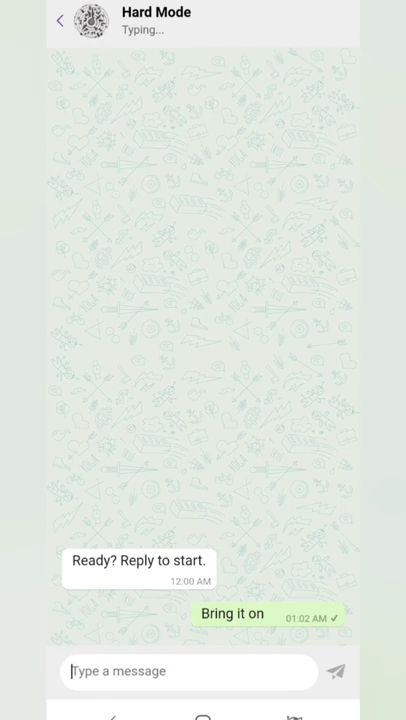 Hard Mode
Typing...
Ready? Reply to start.
12:00 AM
Bring it on
01:02 AM
Type a message